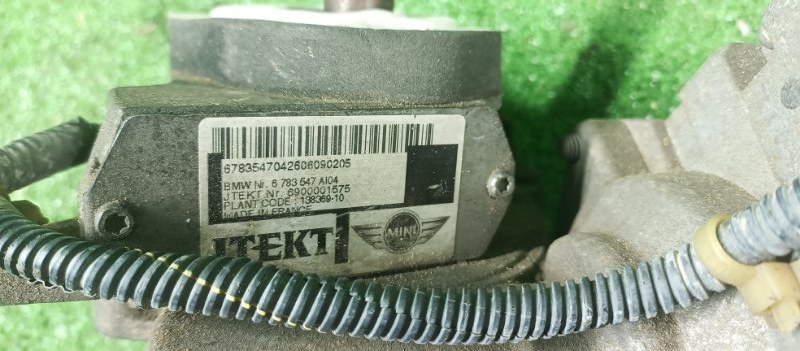 6783547042606090205
BMW Nr. 6 783 547 AI04
JTEKT Nr. 6900001575
PLANT CODE : 138369-10
MADE IN FRANCE
JTEKT 1 MINI